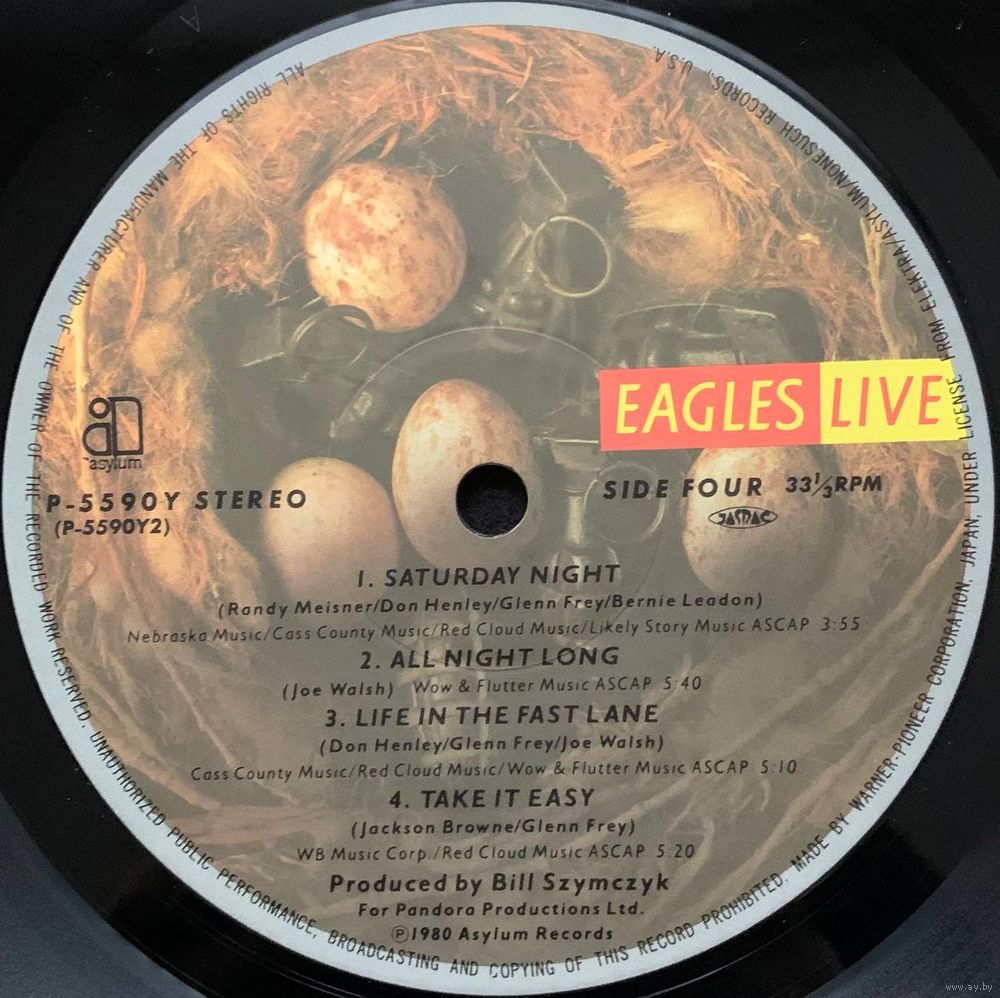 EAGLES LIVE
asylum
P-5590Y STEREO
(P-5590Y2)
SIDE FOUR 33⅓RPM
JASRAC
1. SATURDAY NIGHT
(Randy Meisner/Don Henley/Glenn Frey/Bernie Leadon)
Nebraska Music/Cass County Music/Red Cloud Music/Likely Story Music ASCAP 3:55
2. ALL NIGHT LONG
(Joe Walsh) Wow & Flutter Music ASCAP 5:40
3. LIFE IN THE FAST LANE
(Don Henley/Glenn Frey/Joe Walsh)
Cass County Music/Red Cloud Music/Wow & Flutter Music ASCAP 5:10
4. TAKE IT EASY
(Jackson Browne/Glenn Frey)
WB Music Corp./Red Cloud Music ASCAP 5:20
Produced by Bill Szymczyk
For Pandora Productions Ltd.
Ⓟ1980 Asylum Records
ALL RIGHTS OF THE MANUFACTURER AND OF THE OWNER OF THE RECORDED WORK RESERVED. UNAUTHORIZED PUBLIC PERFORMANCE, BROADCASTING AND COPYING OF THIS RECORD PROHIBITED. MADE BY WARNER-PIONEER CORPORATION, JAPAN, UNDER LICENSE FROM ELEKTRA/ASYLUM/NONESUCH RECORDS, U.S.A.
www.ay.by